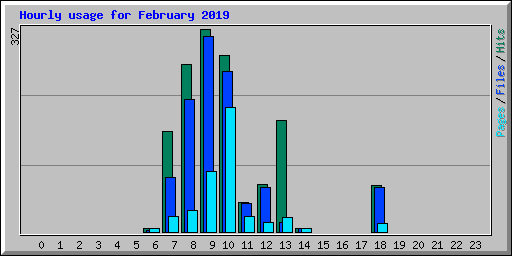 Hourly usage for February 2019
327
Pages/Files/Hits
0 1 2 3 4 5 6 7 8 9 10 11 12 13 14 15 16 17 18 19 20 21 22 23